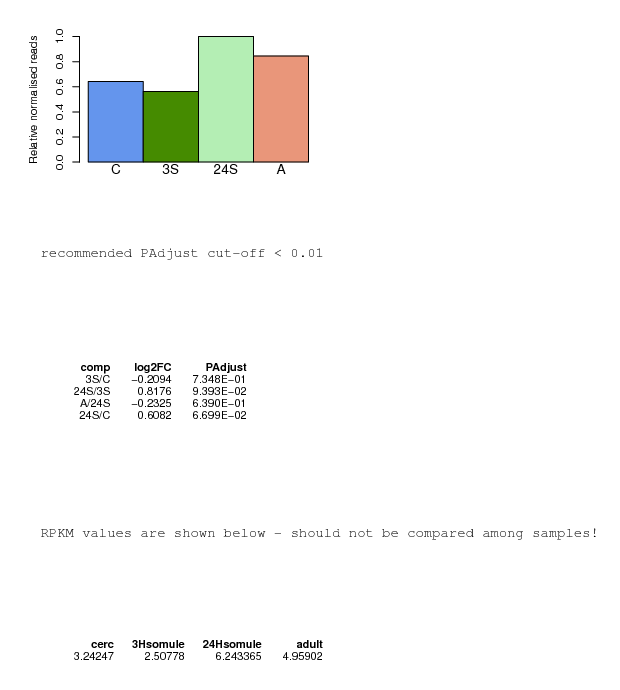 Relative normalised reads
1.0
0.8
0.6
0.4
0.2
0.0
C 3S 24S A
recommended PAdjust cut-off < 0.01
comp log2FC PAdjust
3S/C −0.2094 7.348E−01
24S/3S 0.8176 9.393E−02
A/24S −0.2325 6.390E−01
24S/C 0.6082 6.699E−02
RPKM values are shown below - should not be compared among samples!
cerc 3Hsomule 24Hsomule adult
3.24247 2.50778 6.243365 4.95902